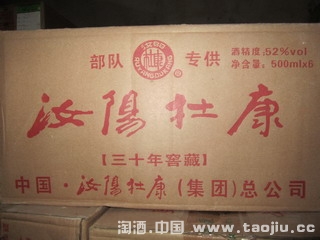 部队 专供 酒精度:52%vol
净含量:500ml×6
汝陽杜康
【三十年窖藏】
中国·汝陽杜康(集团)总公司
淘酒.中国 www.taojiu.cc